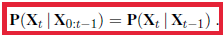 P(Xₜ | X₀:ₜ₋₁) = P(Xₜ | Xₜ₋₁) .